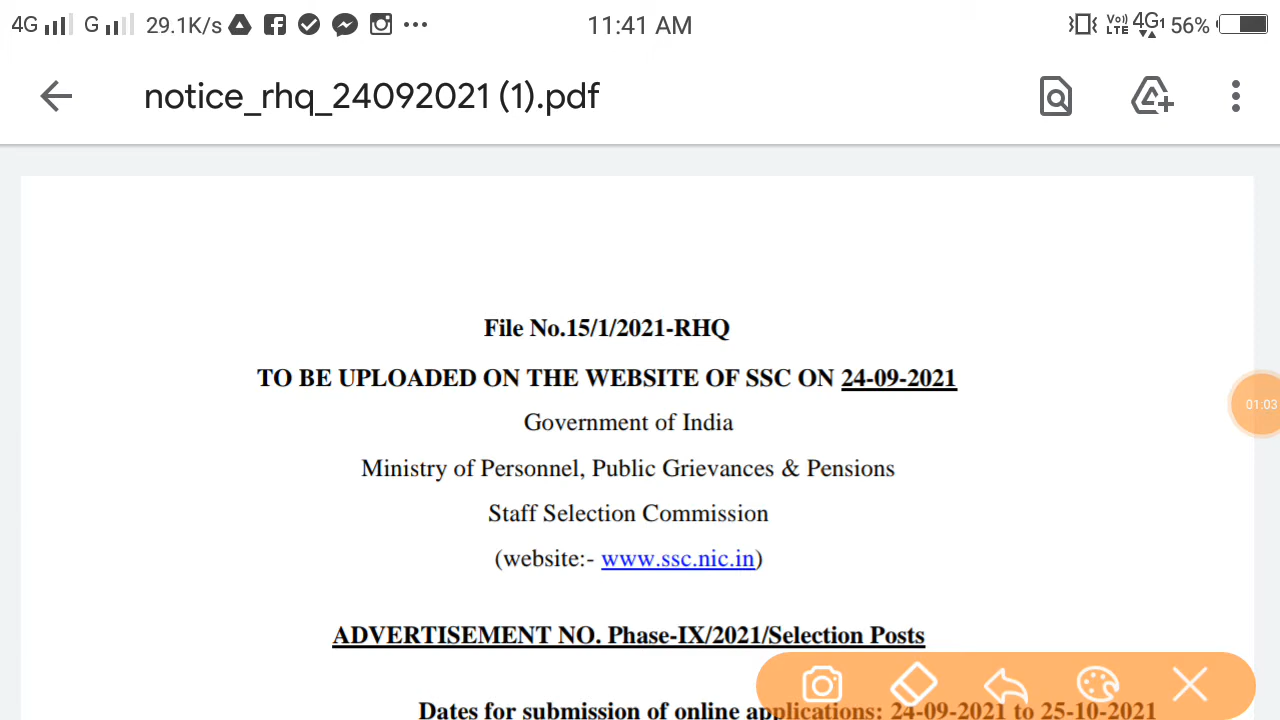 4G G 29.1K/s 11:41 AM Vo) LTE 4G1 56%
notice_rhq_24092021 (1).pdf
File No.15/1/2021-RHQ
TO BE UPLOADED ON THE WEBSITE OF SSC ON 24-09-2021
01:03
Government of India
Ministry of Personnel, Public Grievances & Pensions
Staff Selection Commission
(website:- www.ssc.nic.in)
ADVERTISEMENT NO. Phase-IX/2021/Selection Posts
Dates for submission of online applications: 24-09-2021 to 25-10-2021